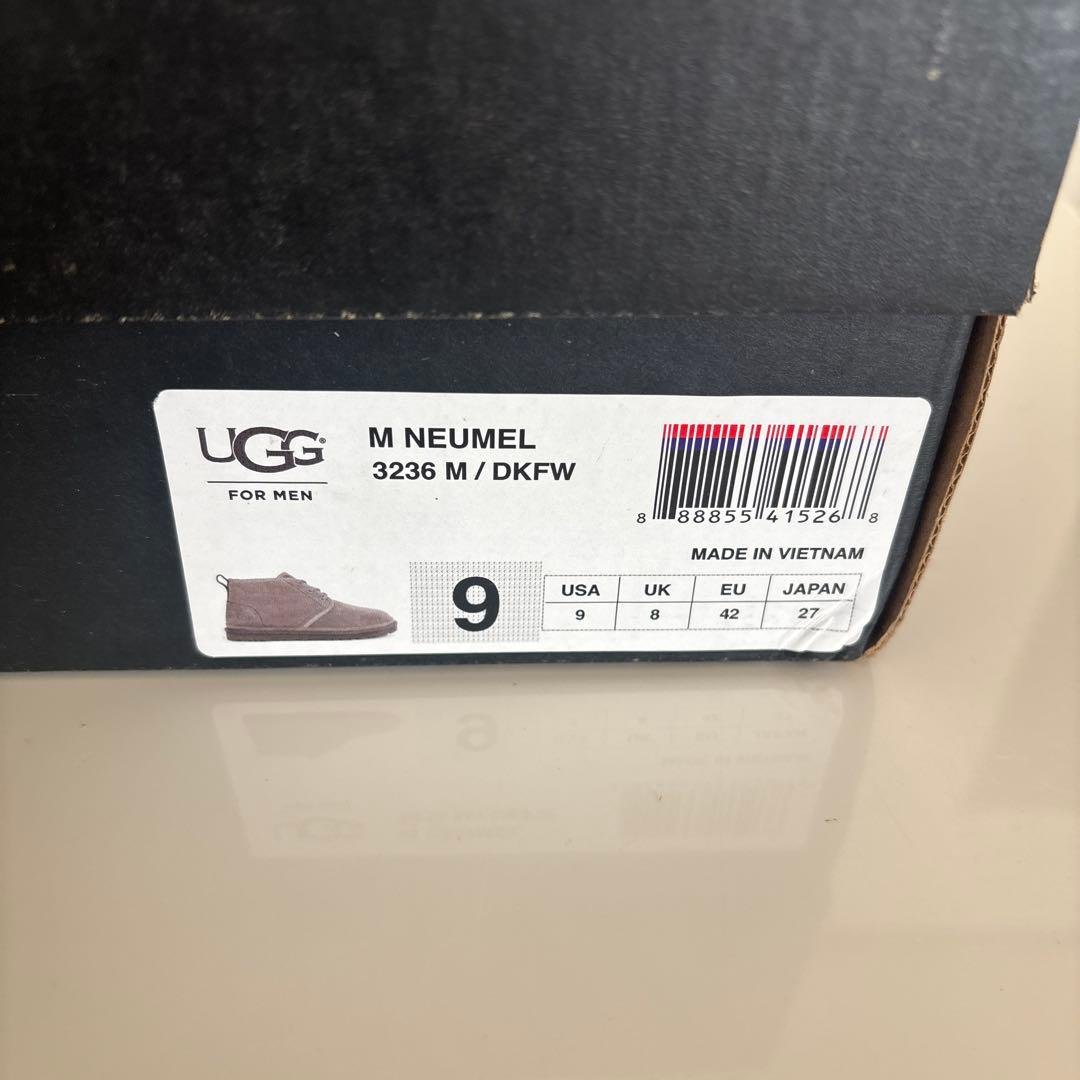 UGG®
FOR MEN
M NEUMEL
3236 M / DKFW
8 88855 41526 8
MADE IN VIETNAM
9
USA UK EU JAPAN
9 8 42 27